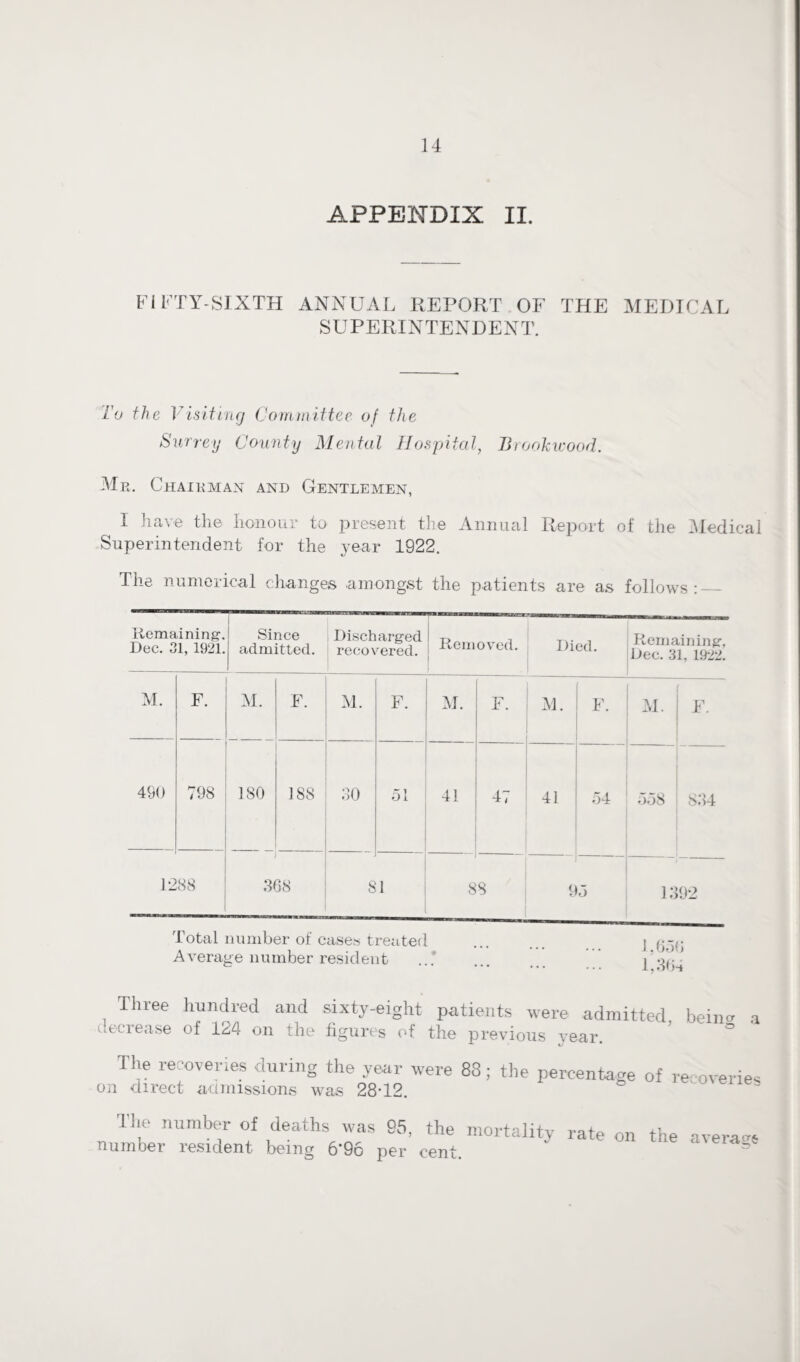 14
APPENDIX II.
FIFTY-SIXTH ANNUAL REPORT OF THE MEDICAL
SUPERINTENDENT.
To the Visiting Committee of the
Surrey County Mental Hospital, Brookwood.
Mr. Chairman and Gentlemen,
I have the honour to present the Annual Report of the Medical
Superintendent for the year 1922.
The numerical changes amongst the patients are as follows:—
Remaining. Dec. 31, 1921. Since admitted. Discharged recovered. Removed. Died. Remaining, Dec. 31, 1922.
M. F. M. F. M. F. M. F. M. F. M. F.
490 798 180 188 30 51 41 47 41 54 558 834
1288 368 81 88 95 1392
Total number of cases treated ... ... ... 1,656
Average number resident ... ... ... ... 1,364
Three hundred and sixty-eight patients were admitted, being a
decrease of 124 on the figures of the previous year.
The recoveries during the year were 88; the percentage of recoveries
on direct admissions was 28·12.
The number of deaths was 95, the mortality rate on the average
number resident being 6·96 per cent.